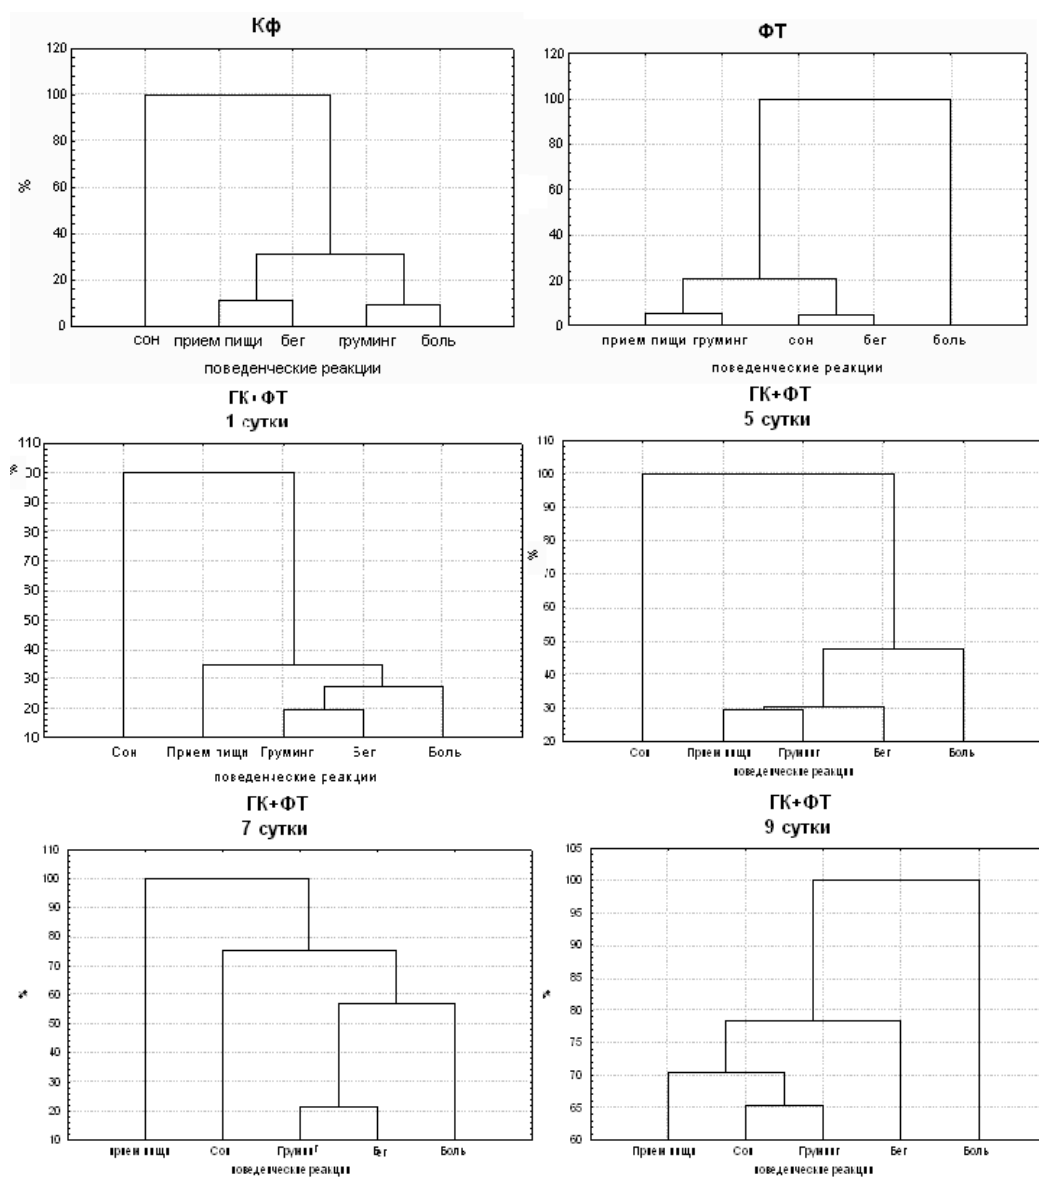 Кф
120
100
80
60
40
20
0
%
сон прием пищи бег груминг боль
поведенческие реакции
ФТ
120
100
80
60
40
20
0
прием пищи груминг сон бег боль
поведенческие реакции
ГК+ФТ
1 сутки
110
00
90
80
70
60
50
40
30
20
10
%
Сон Прием пищи Груминг Бег Боль
поведенческие реакции
ГК+ФТ
5 сутки
110
100
90
80
70
60
50
40
30
20
%
Сон Прием пищи Груминг Бег Боль
поведенческие реакции
ГК+ФТ
7 сутки
110
100
90
80
70
60
50
40
30
20
10
%
прием пищи Сон Груминг Бег Боль
поведенческие реакции
ГК+ФТ
9 сутки
105
100
95
90
85
80
75
70
65
60
%
Прием пищи Сон Груминг Бег Боль
поведенческие реакции